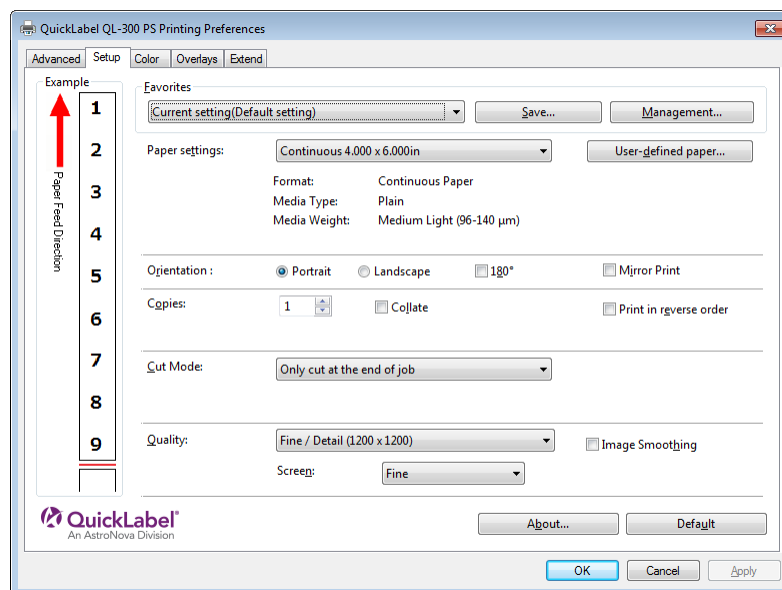 QuickLabel QL-300 PS Printing Preferences
Advanced Setup Color Overlays Extend
Example
1
2
3
4
5
6
7
8
9
Paper Feed Direction
Favorites
Current setting(Default setting) Save... Management...
Paper settings: Continuous 4.000 x 6.000in User-defined paper...
Format: Continuous Paper
Media Type: Plain
Media Weight: Medium Light (96-140 μm)
Orientation : Portrait Landscape 180° Mirror Print
Copies: 1 Collate Print in reverse order
Cut Mode: Only cut at the end of job
Quality: Fine / Detail (1200 x 1200) Image Smoothing
Screen: Fine
QuickLabel®
An AstroNova Division
About... Default
OK Cancel Apply